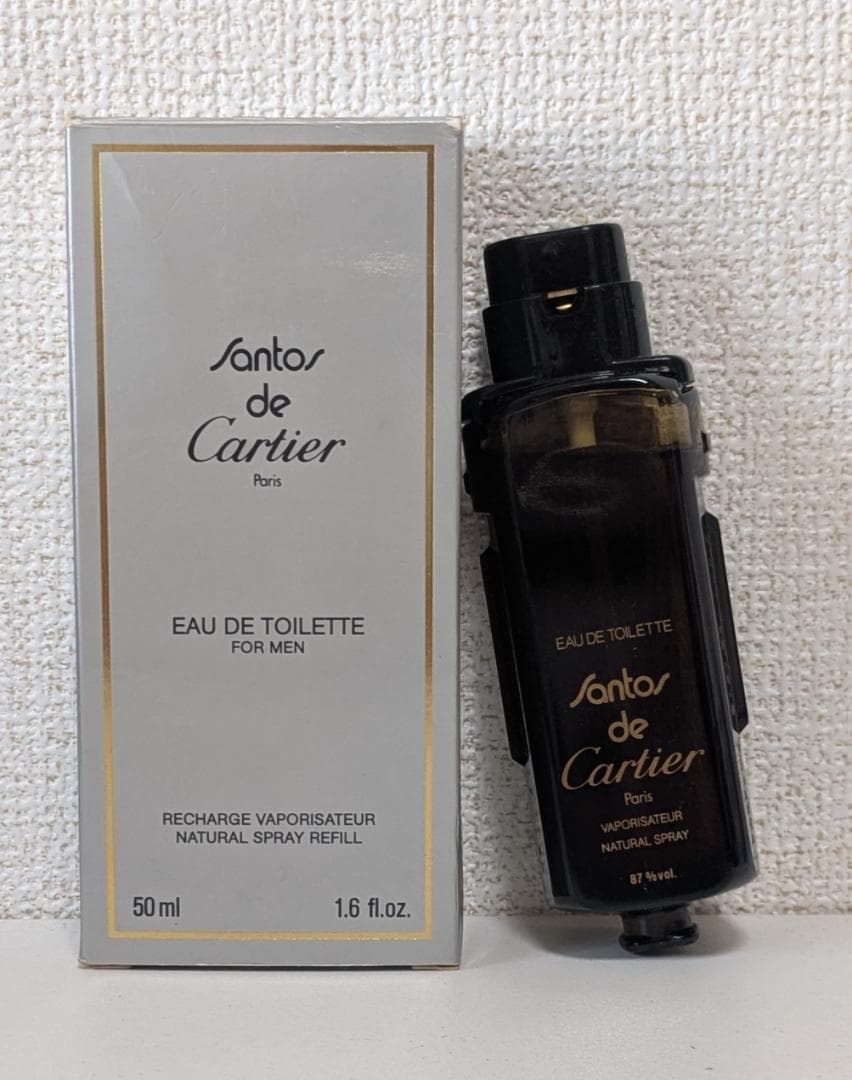 Santos
de
Cartier
Paris
EAU DE TOILETTE
FOR MEN
RECHARGE VAPORISATEUR
NATURAL SPRAY REFILL
50 ml 1.6 fl.oz.
EAU DE TOILETTE
Santos
de
Cartier
Paris
VAPORISATEUR
NATURAL SPRAY
87 %vol.